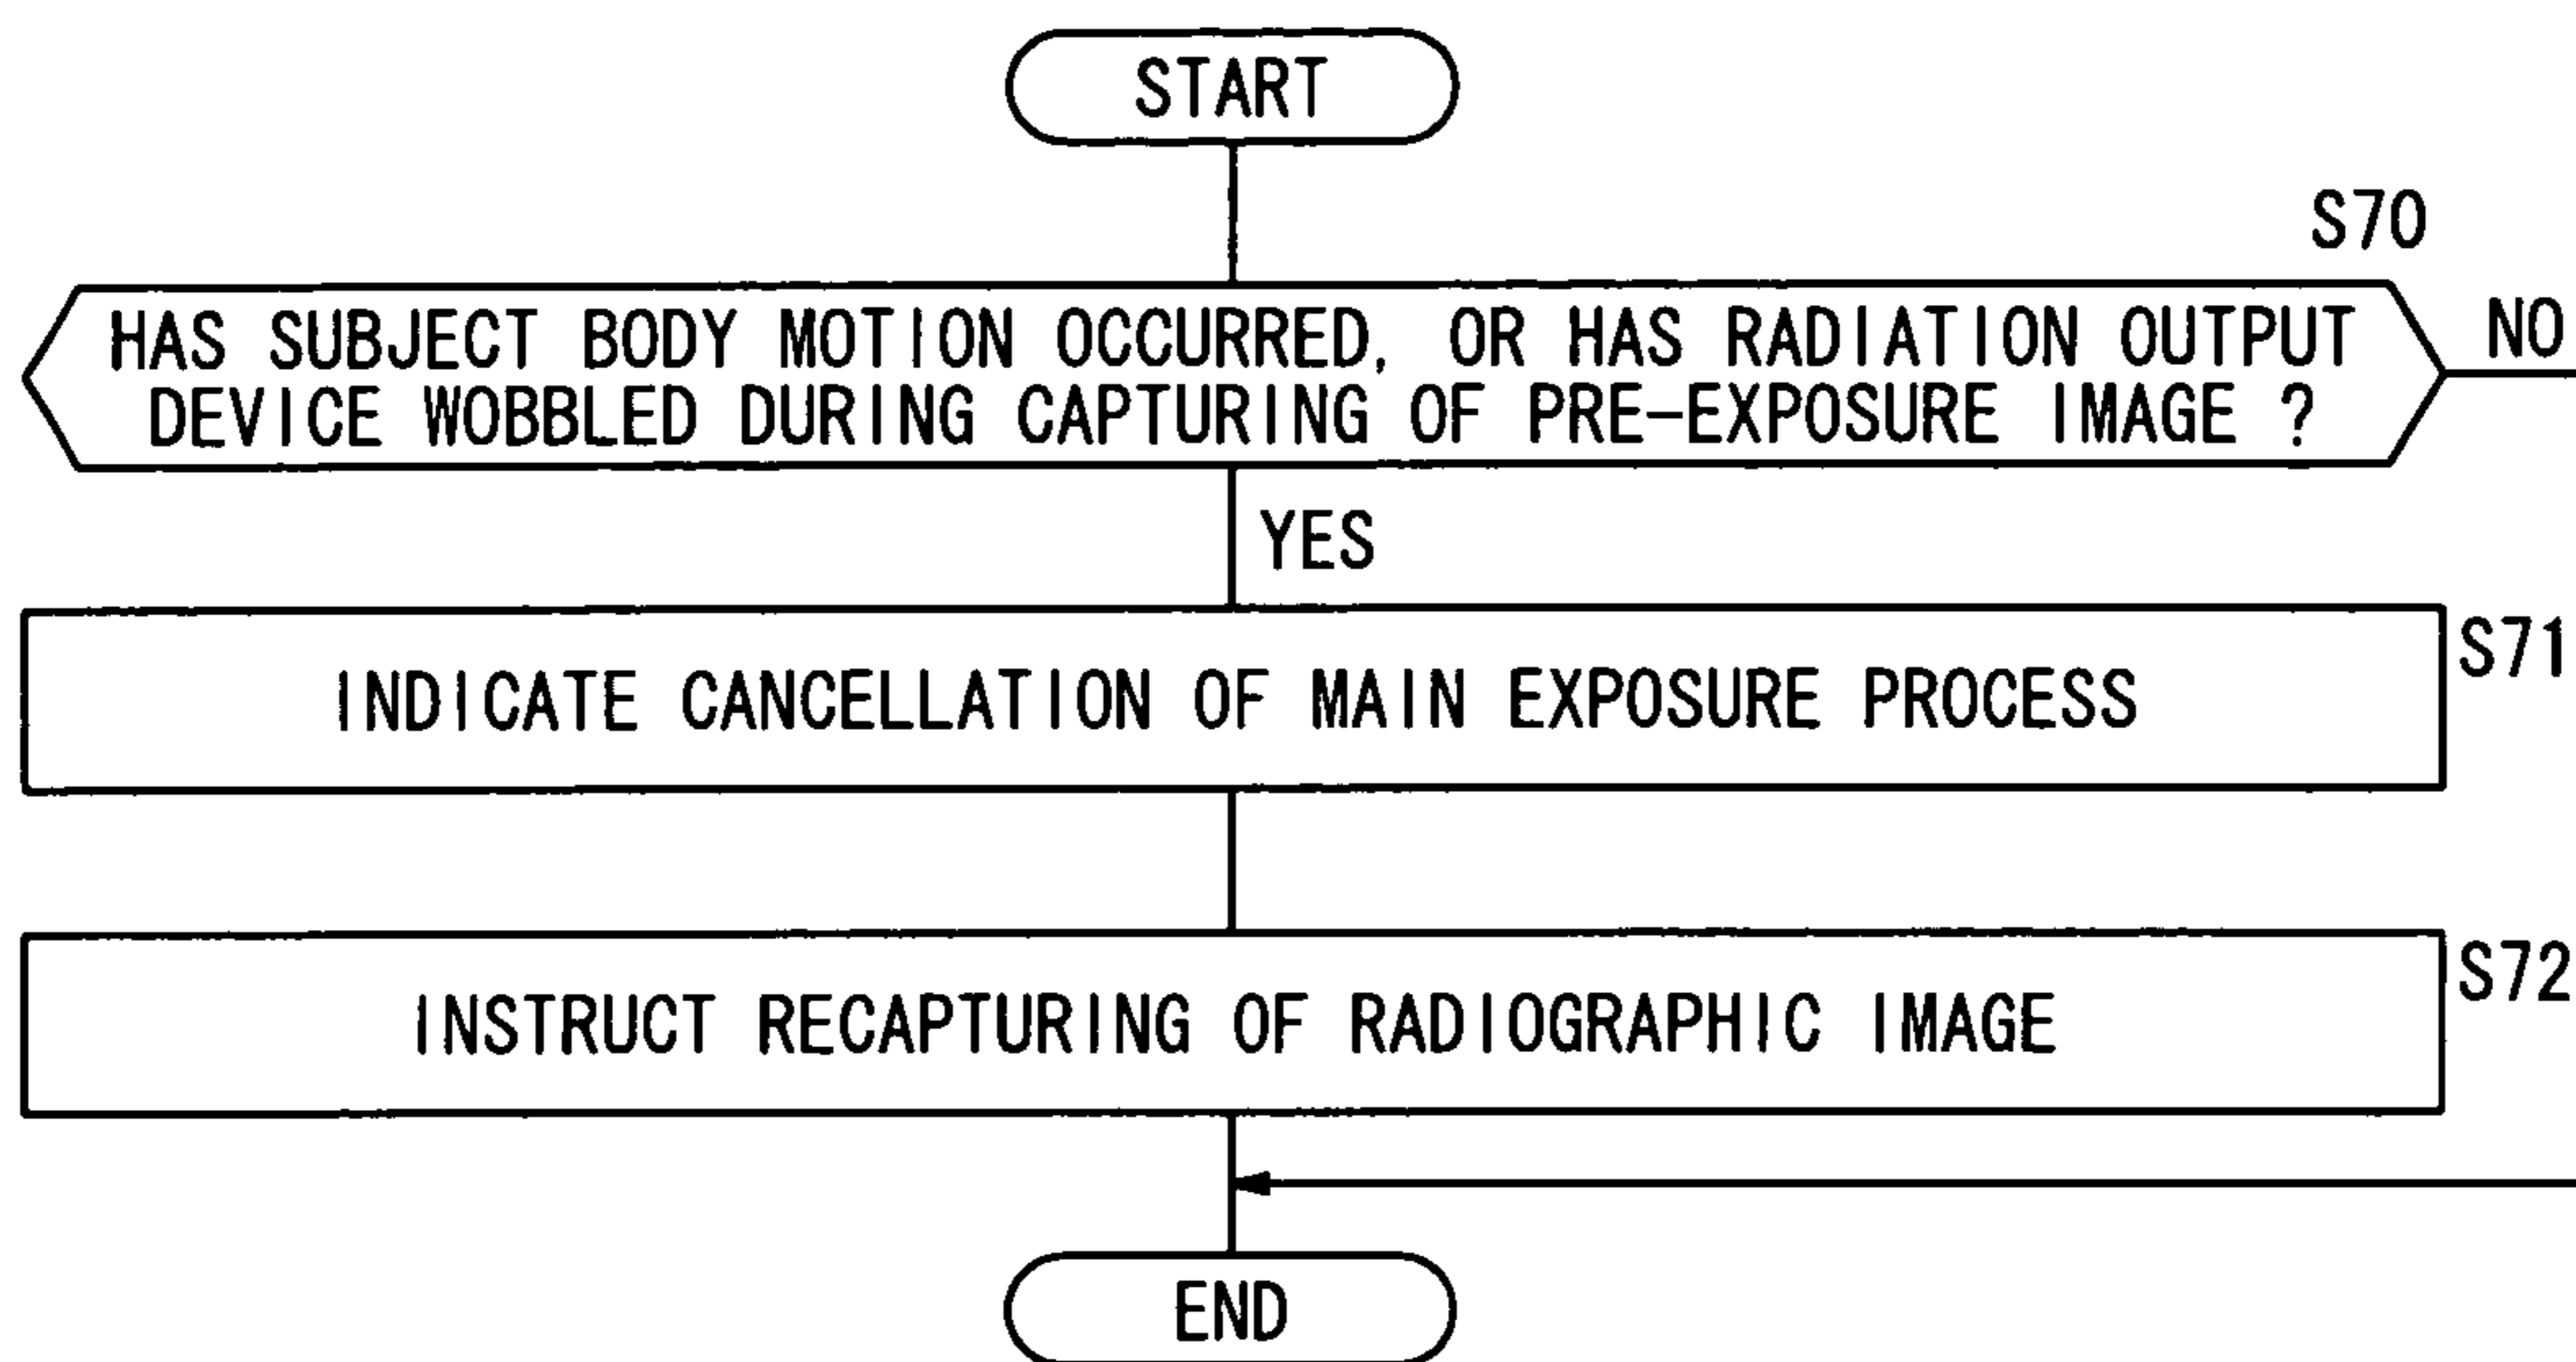 START
S70
HAS SUBJECT BODY MOTION OCCURRED, OR HAS RADIATION OUTPUT
DEVICE WOBBLED DURING CAPTURING OF PRE-EXPOSURE IMAGE ?
NO
YES
S71
INDICATE CANCELLATION OF MAIN EXPOSURE PROCESS
S72
INSTRUCT RECAPTURING OF RADIOGRAPHIC IMAGE
END